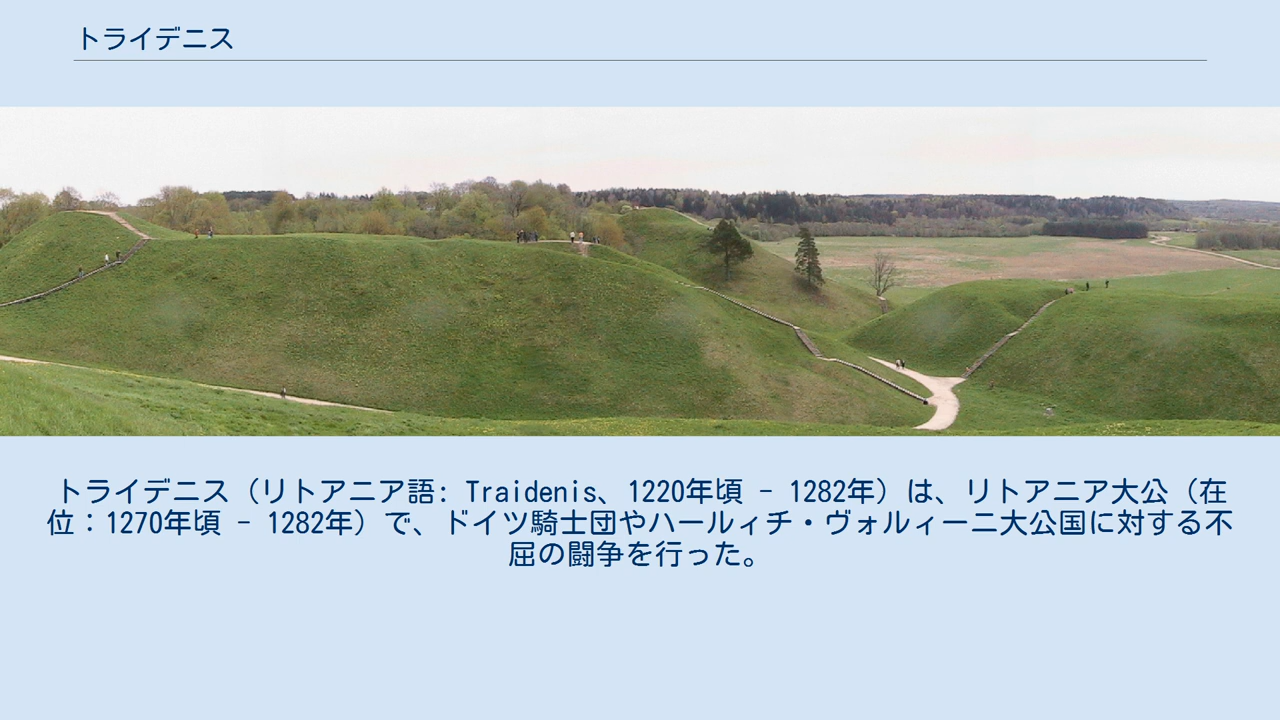 トライデニス
トライデニス（リトアニア語: Traidenis、1220年頃 - 1282年）は、リトアニア大公（在
位：1270年頃 - 1282年）で、ドイツ騎士団やハールィチ・ヴォルィーニ大公国に対する不
屈の闘争を行った。